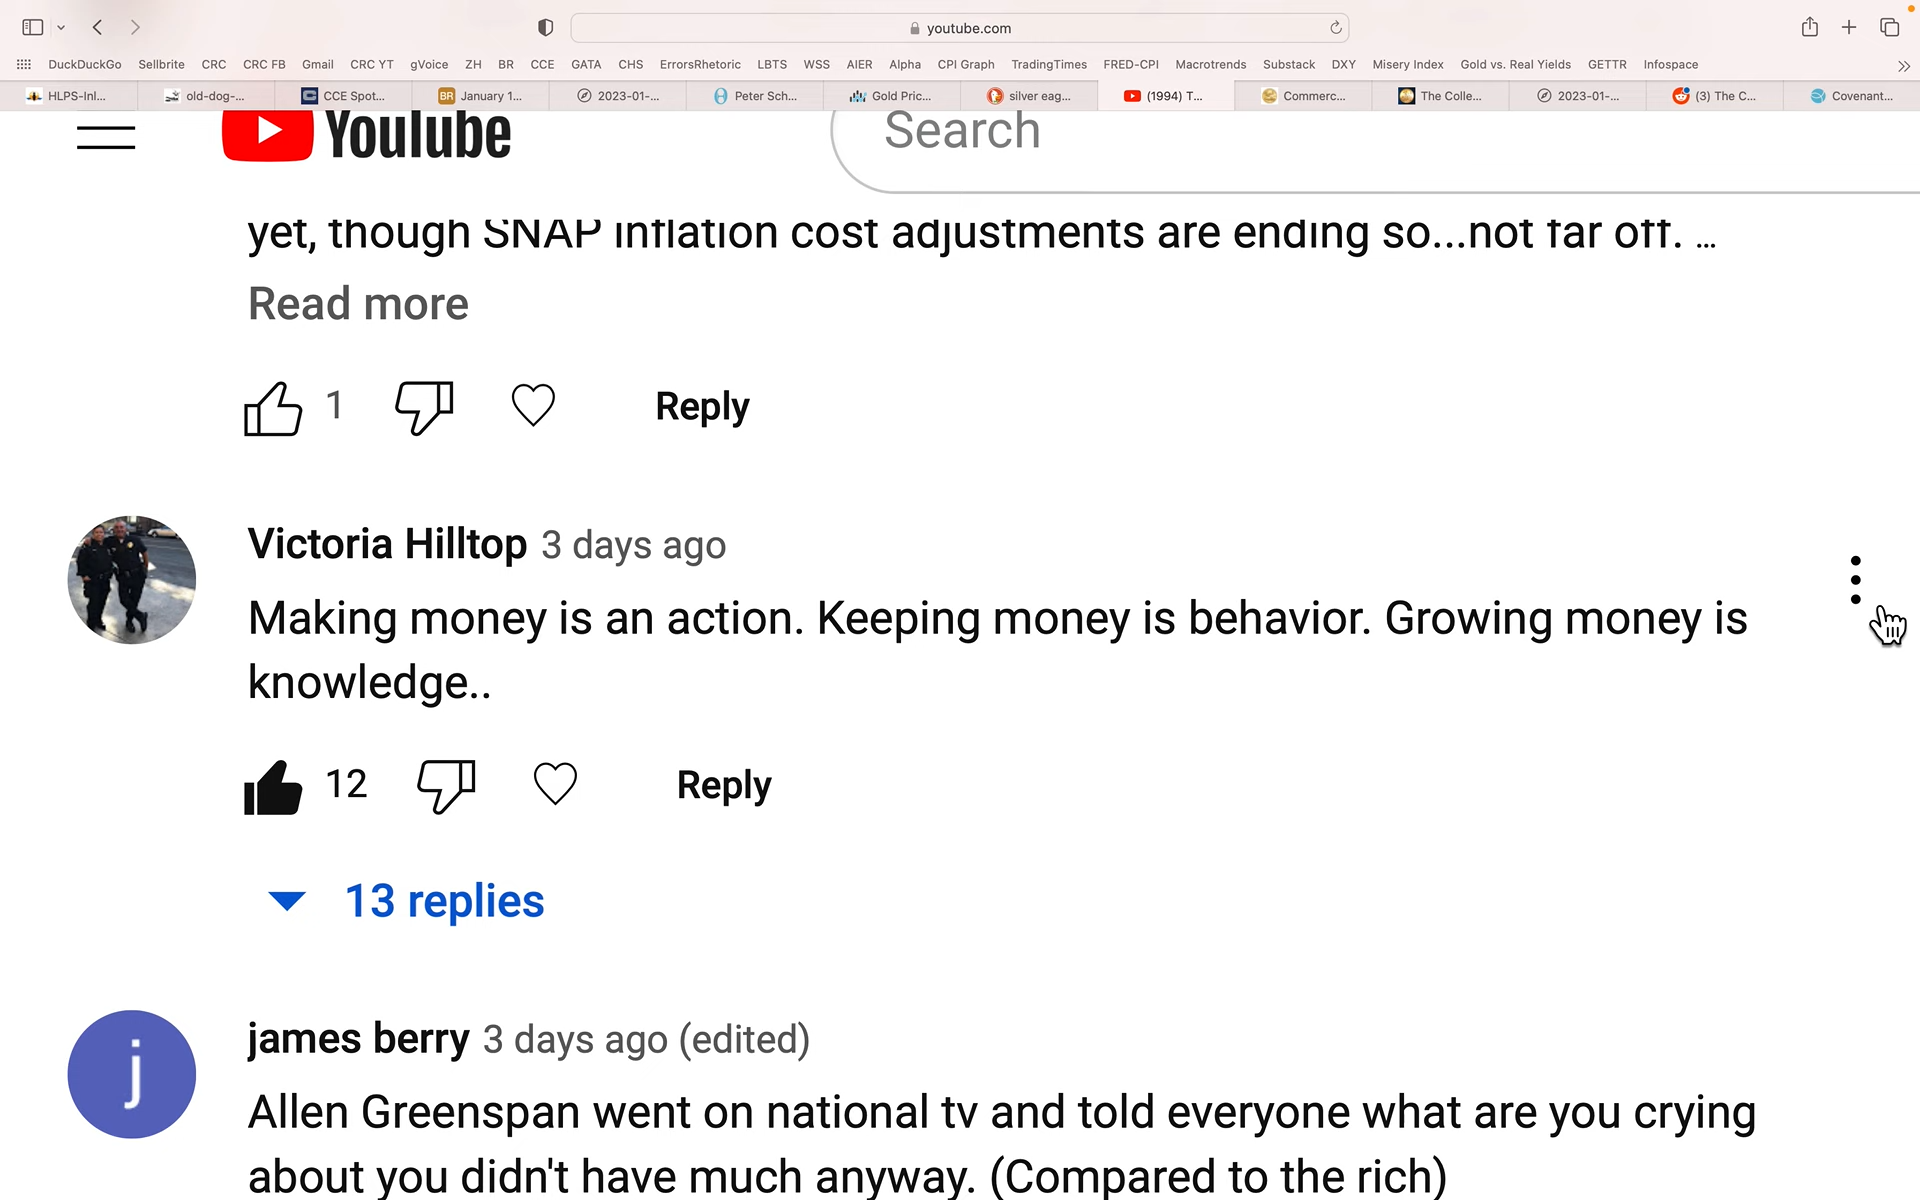 youtube.com
DuckDuckGo Sellbrite CRC CRC FB Gmail CRC YT gVoice ZH BR CCE GATA CHS ErrorsRhetoric LBTS WSS AIER Alpha CPI Graph TradingTimes FRED-CPI Macrotrends Substack DXY Misery Index Gold vs. Real Yields GETTR Infospace
HLPS-Inl... old-dog-... CCE Spot... BR January 1... 2023-01-... Peter Sch... Gold Pric... silver eag... (1994) T... Commerc... The Colle... 2023-01-... (3) The C... Covenant...
YouTube Search
yet, though SNAP inflation cost adjustments are ending so...not far off. ...
Read more
1 Reply
Victoria Hilltop 3 days ago
Making money is an action. Keeping money is behavior. Growing money is
knowledge..
12 Reply
13 replies
j
james berry 3 days ago (edited)
Allen Greenspan went on national tv and told everyone what are you crying
about you didn't have much anyway. (Compared to the rich)